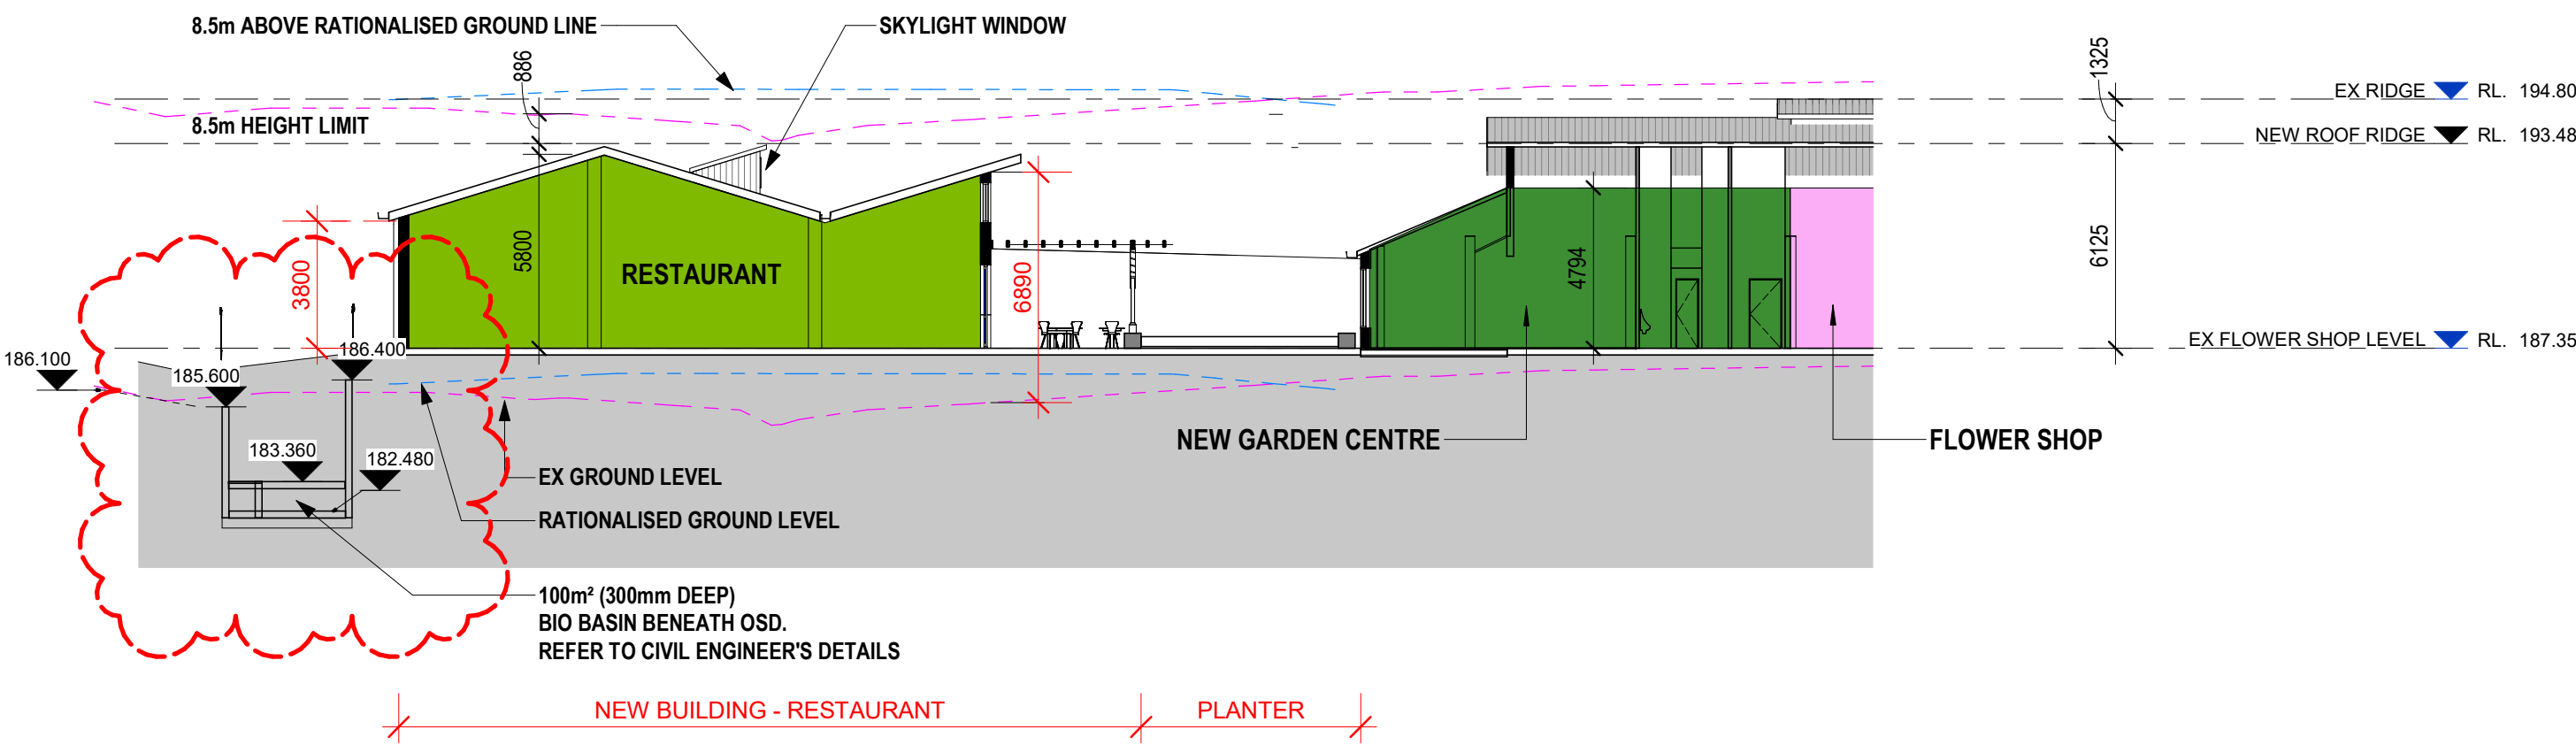 8.5m ABOVE RATIONALISED GROUND LINE
SKYLIGHT WINDOW
886
1325
EX RIDGE RL. 194.80
8.5m HEIGHT LIMIT
NEW ROOF RIDGE RL. 193.48
3800
5800
RESTAURANT
6890
4794
6125
186.100
186.400
185.600
EX FLOWER SHOP LEVEL RL. 187.35
183.360
182.480
NEW GARDEN CENTRE
FLOWER SHOP
EX GROUND LEVEL
RATIONALISED GROUND LEVEL
100m² (300mm DEEP)
BIO BASIN BENEATH OSD.
REFER TO CIVIL ENGINEER'S DETAILS
NEW BUILDING - RESTAURANT
PLANTER